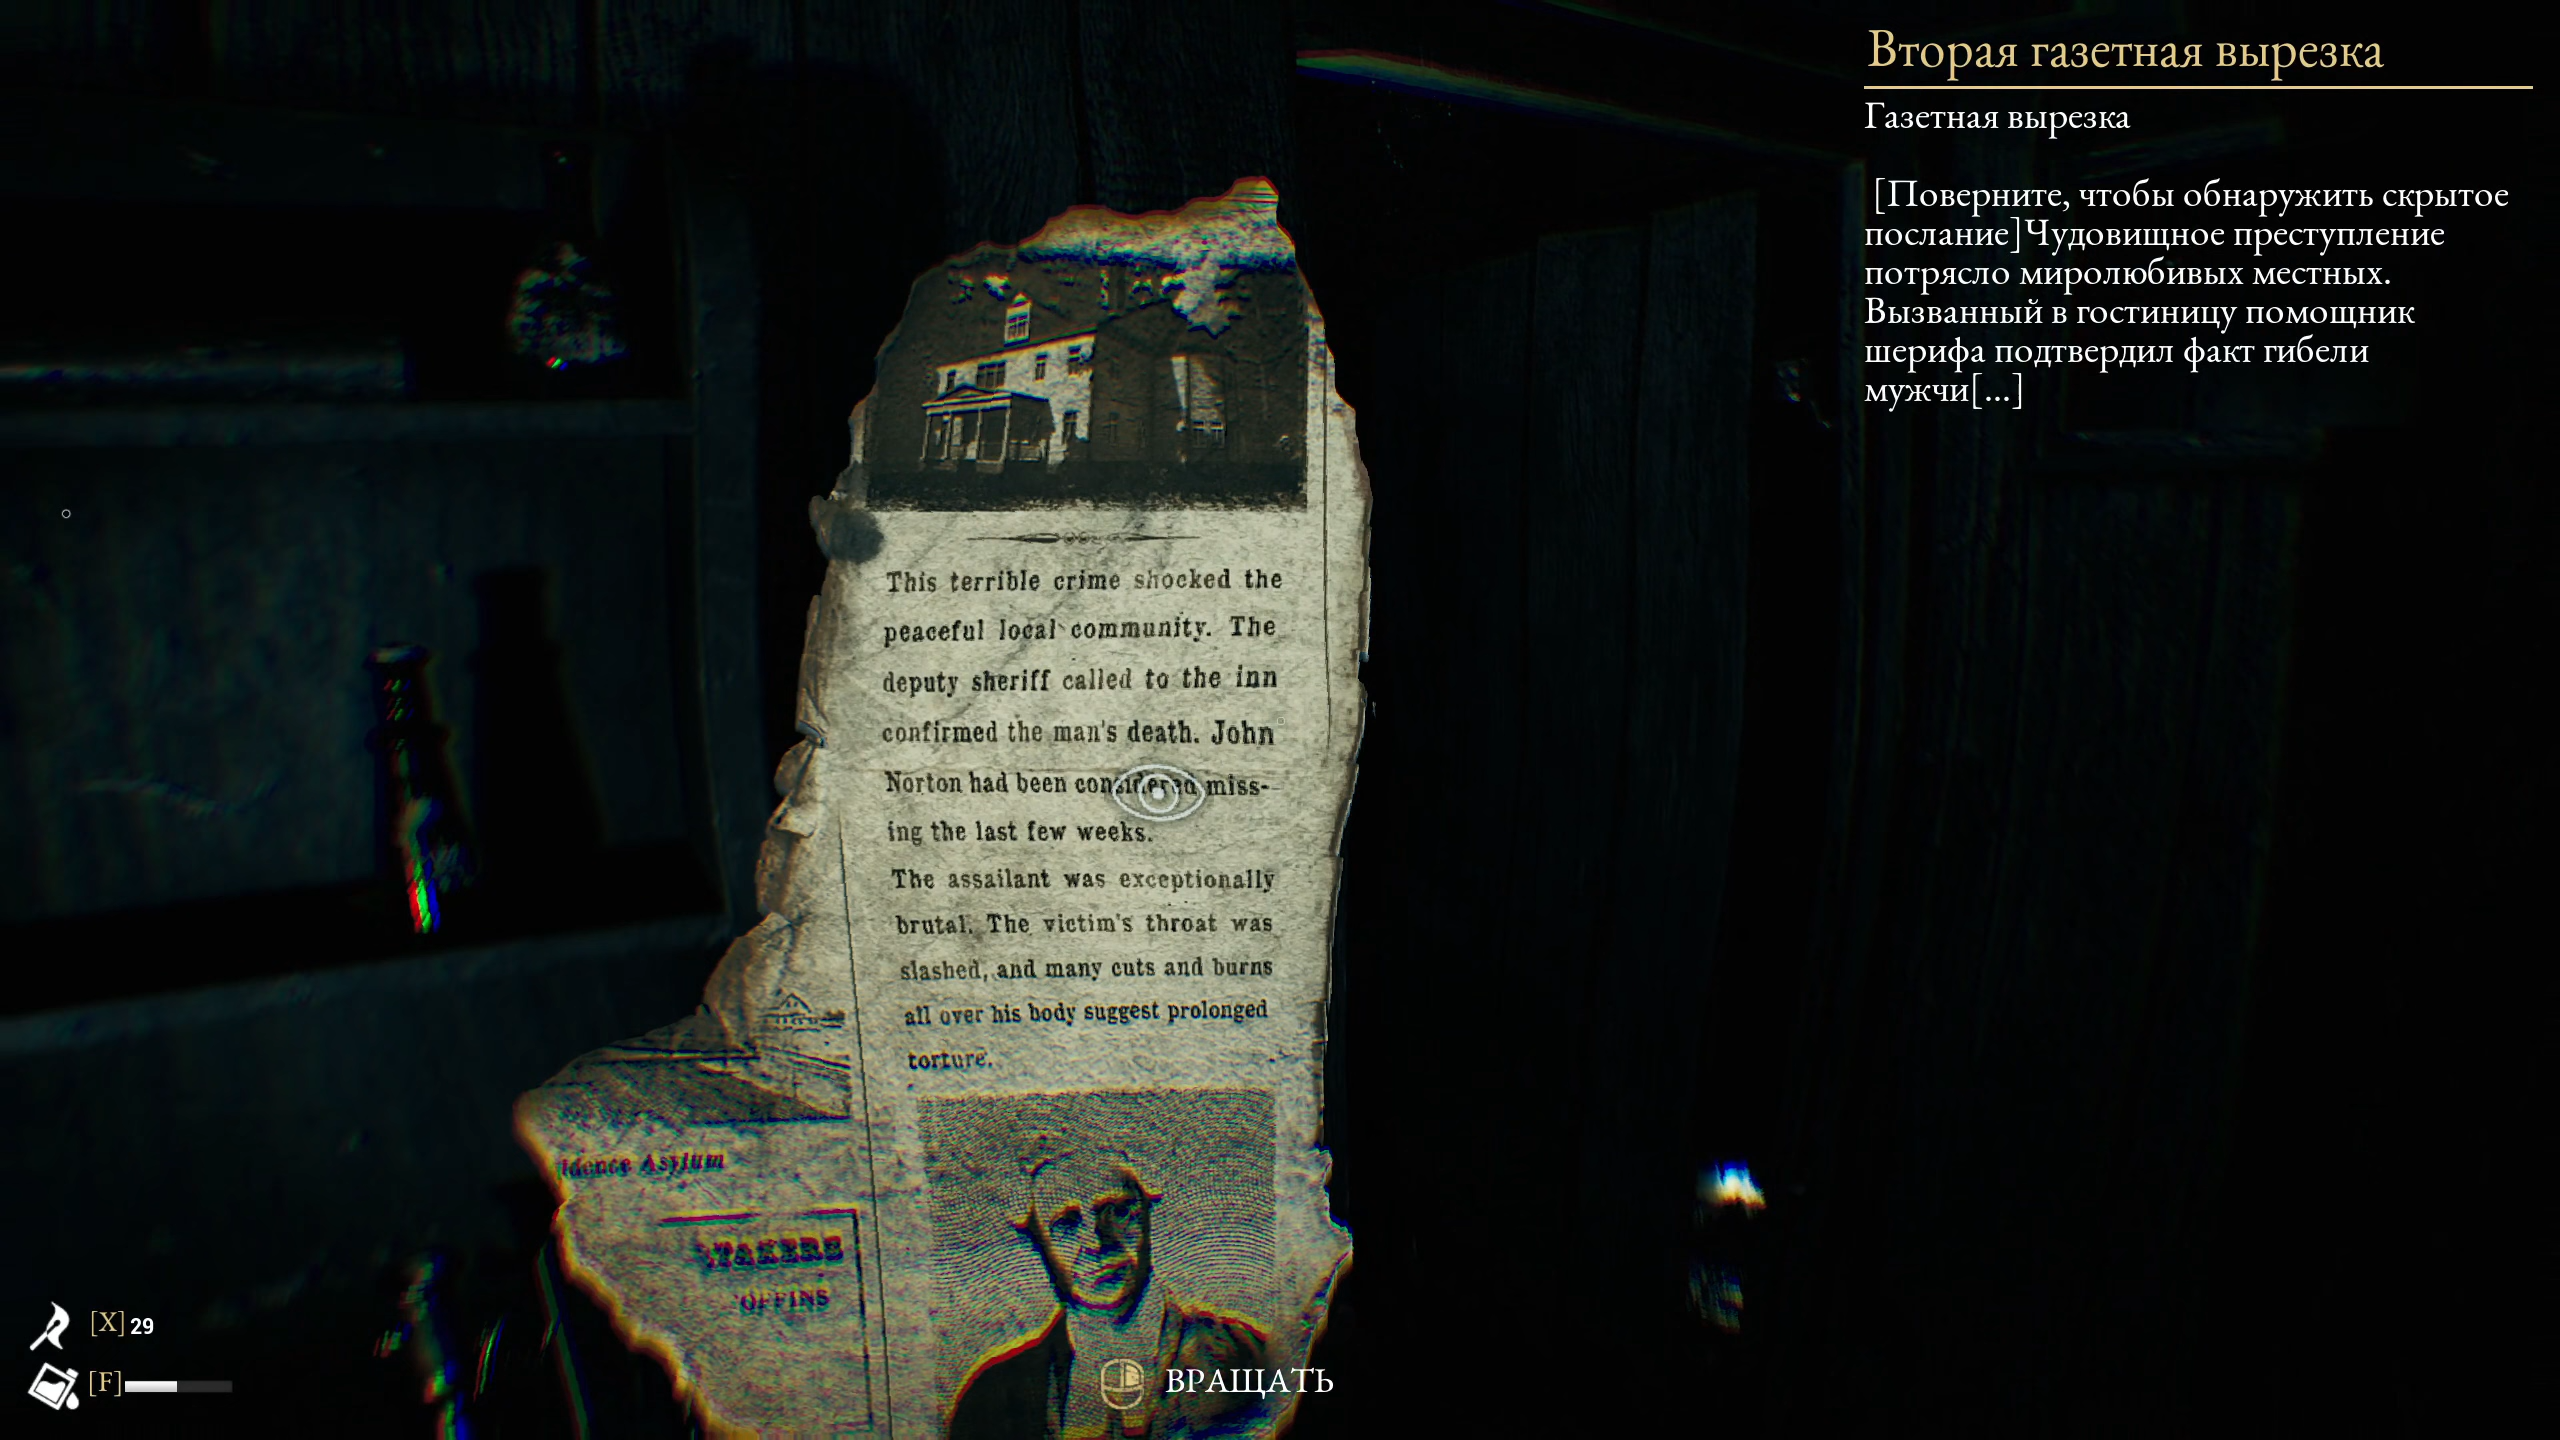 Вторая газетная вырезка
Газетная вырезка
[Поверните, чтобы обнаружить скрытое
послание]Чудовищное преступление
потрясло миролюбивых местных.
Вызванный в гостиницу помощник
шерифа подтвердил факт гибели
мужчи[...]
This terrible crime shocked the
peaceful local community. The
deputy sheriff called to the inn
confirmed the man's death. John
Norton had been considered miss-
ing the last few weeks.
The assailant was exceptionally
brutal. The victim's throat was
slashed, and many cuts and burns
all over his body suggest prolonged
torture.
idence Asylum
TAKERS
OFFINS
[X] 29
[F]
ВРАЩАТЬ